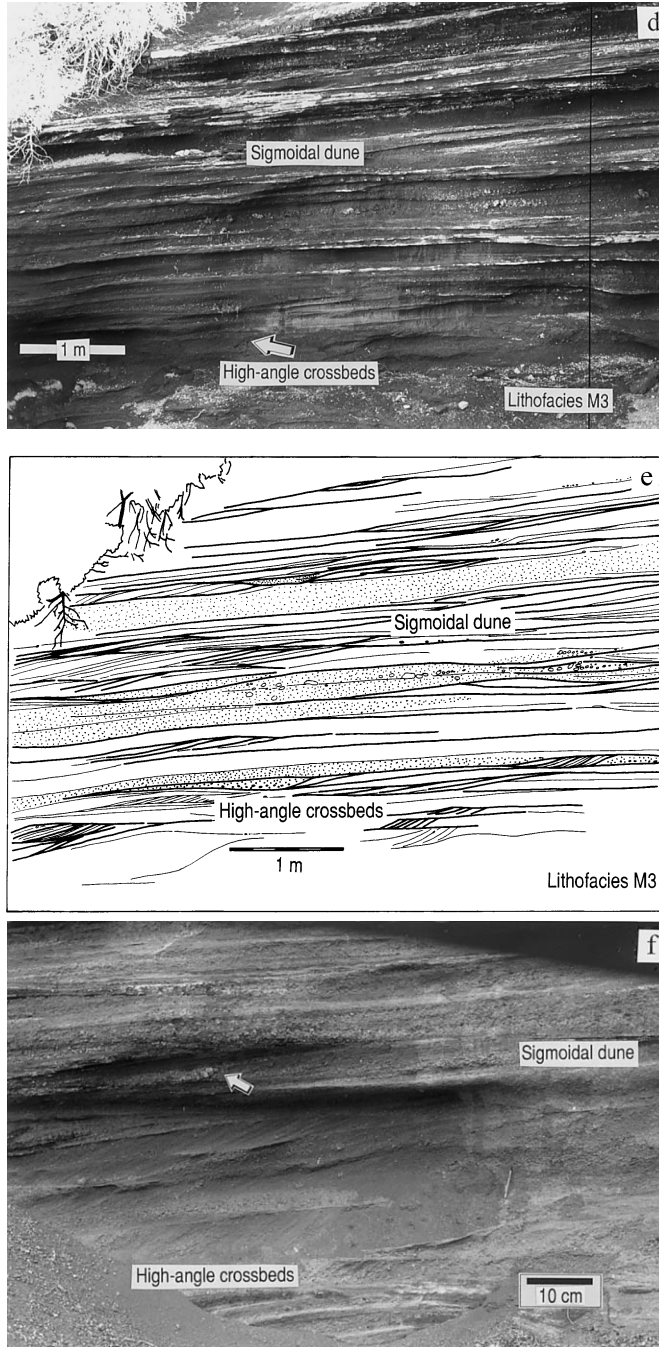 d
Sigmoidal dune
1 m
High-angle crossbeds
Lithofacies M3
e
Sigmoidal dune
High-angle crossbeds
1 m
Lithofacies M3
f
Sigmoidal dune
High-angle crossbeds
10 cm